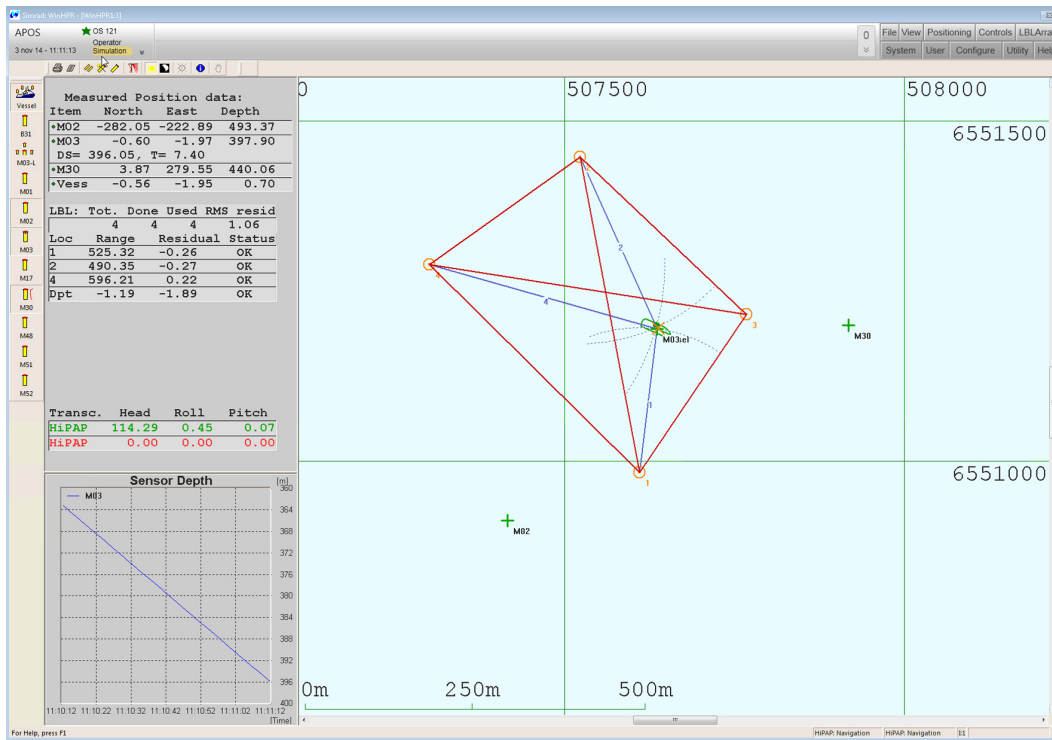 Simrad: WinHPR - [WinHPR1:3]
APOS
OS 121
Operator
3 nov 14 - 11:11:13
Simulation
0
File View Positioning Controls LBLArra
System User Configure Utility Help
Vessel
B31
M03-L
M01
M02
M03
M17
M30
M48
M51
M52
Measured Position data:
Item North East Depth
M02 -282.05 -222.89 493.37
M03 -0.60 -1.97 397.90
DS= 396.05, T= 7.40
M30 3.87 279.55 440.06
Vess -0.56 -1.95 0.70
LBL: Tot. Done Used RMS resid
4 4 4 1.06
Loc Range Residual Status
1 525.32 -0.26 OK
2 490.35 -0.27 OK
4 596.21 0.22 OK
Dpt -1.19 -1.89 OK
Transc. Head Roll Pitch
HiPAP 114.29 0.45 0.07
HiPAP 0.00 0.00 0.00
Sensor Depth
[m]
M03
360
364
368
372
376
380
384
388
392
396
400
11:10:12 11:10:22 11:10:32 11:10:42 11:10:52 11:11:02 11:11:12
[Time]
0 507500 508000
6551500
2
4
4
3
M03
M30
1
1
6551000
M02
0m 250m 500m
For Help, press F1
HiPAP: Navigation HiPAP: Navigation 1:1